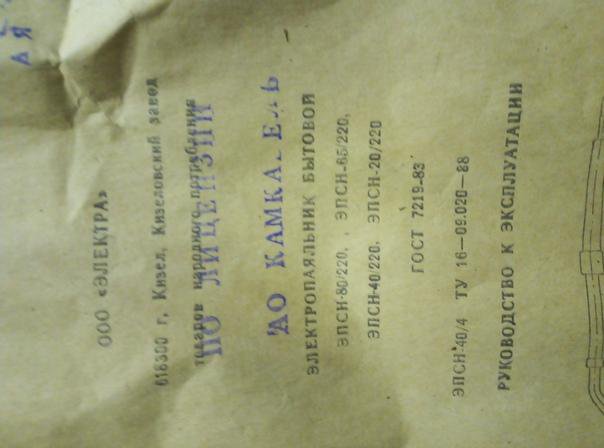 ООО «ЭЛЕКТРА»
618300 г. Кизел, Кизеловский завод
товаров народного потребления
ПО ЛИЦЕНЗИИ
АО КАМКАБЕЛЬ
ЭЛЕКТРОПАЯЛЬНИК БЫТОВОЙ
ЭПСН-80/220, , ЭПСН-65/220,
ЭПСН-40/220, ЭПСН-20/220
ГОСТ 7219-83
ЭПСН-40/4 ТУ 16—09.020—88
РУКОВОДСТВО К ЭКСПЛУАТАЦИИ